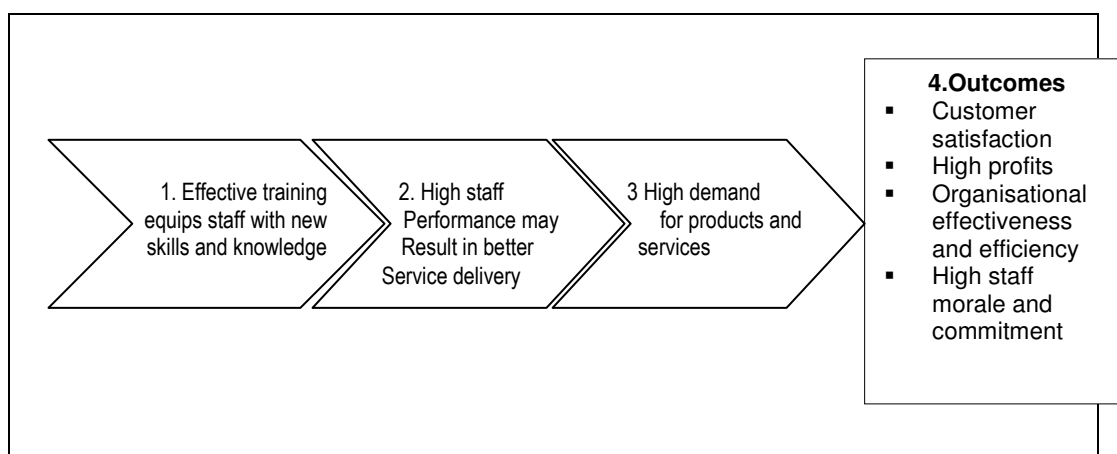 1. Effective training
equips staff with new
skills and knowledge
2. High staff
Performance may
Result in better
Service delivery
3 High demand
for products and
services
4.Outcomes
▪ Customer
satisfaction
▪ High profits
▪ Organisational
effectiveness
and efficiency
▪ High staff
morale and
commitment